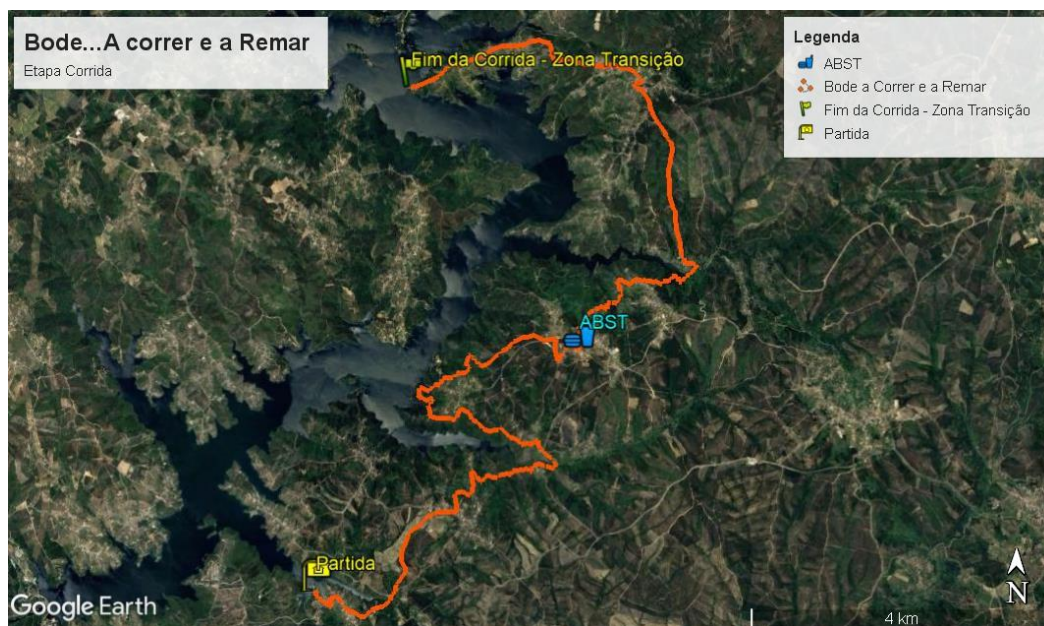 Bode...A correr e a Remar
Etapa Corrida
Fim da Corrida - Zona Transição
Legenda
ABST
Bode a Correr e a Remar
Fim da Corrida - Zona Transição
Partida
ABST
Partida
Google Earth
N
4 km